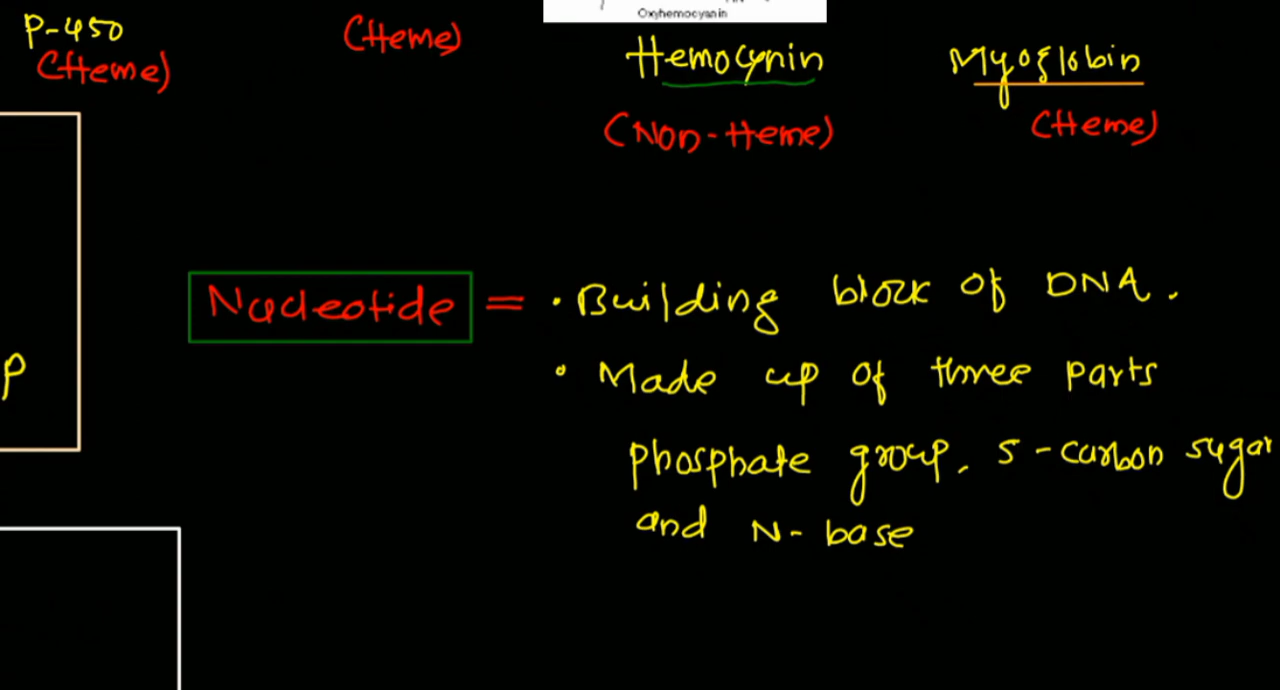 Oxyhemocyanin
P-450
(Heme)
(Heme)
Hemocynin
(Non-Heme)
Myoglobin
(Heme)
Nucleotide = • Building block of DNA.
• Made up of three parts
phosphate group, 5-carbon sugar
and N-base
P